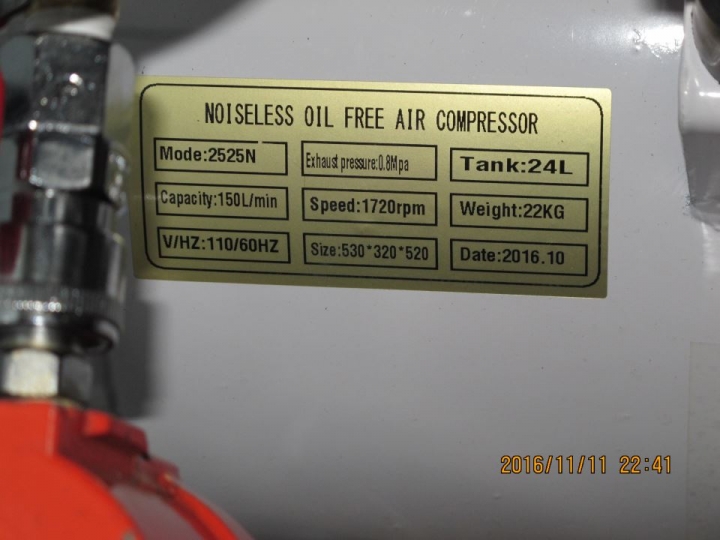 NOISELESS OIL FREE AIR COMPRESSOR
Mode:2525N Exhaust pressure:0.8Mpa Tank:24L
Capacity:150L/min Speed:1720rpm Weight:22KG
V/HZ:110/60HZ Size:530*320*520 Date:2016.10
2016/11/11 22:41